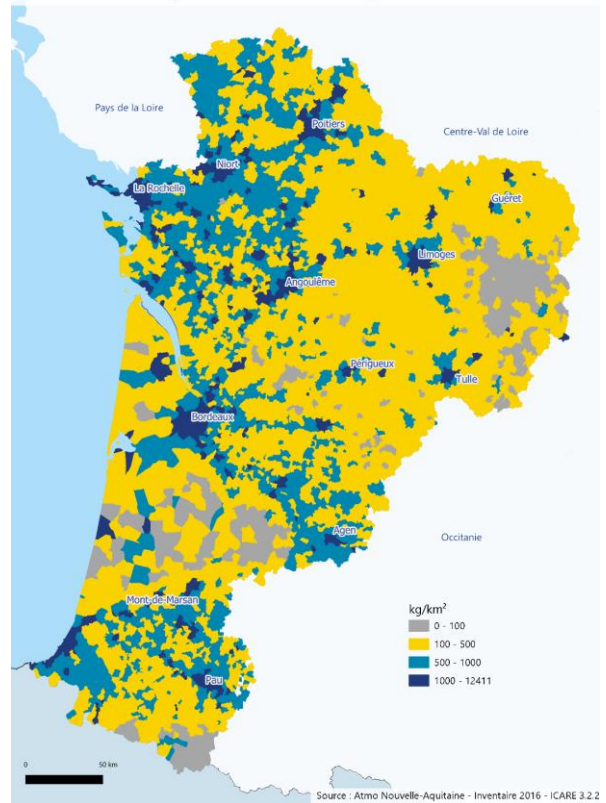 Pays de la Loire
Poitiers
Centre-Val de Loire
Niort
La Rochelle
Guéret
Limoges
Angoulême
Périgueux
Tulle
Bordeaux
Agen
Occitanie
Mont-de-Marsan
kg/km²
0 - 100
100 - 500
500 - 1000
1000 - 12411
Pau
0
50 km
Source : Atmo Nouvelle-Aquitaine - Inventaire 2016 - ICARE 3.2.2